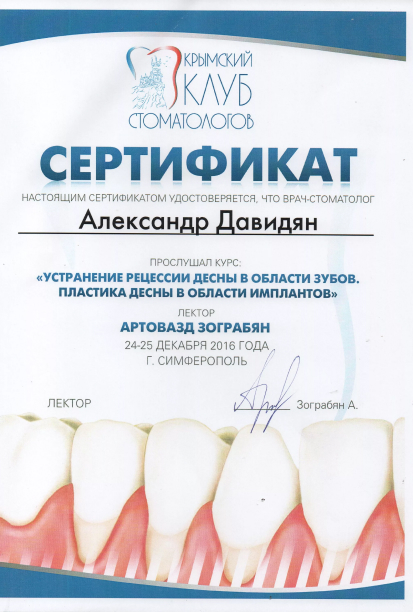 КРЫМСКИЙ
КЛУБ
СТОМАТОЛОГОВ
СЕРТИФИКАТ
НАСТОЯЩИМ СЕРТИФИКАТОМ УДОСТОВЕРЯЕТСЯ, ЧТО ВРАЧ-СТОМАТОЛОГ
Александр Давидян
ПРОСЛУШАЛ КУРС:
«УСТРАНЕНИЕ РЕЦЕССИИ ДЕСНЫ В ОБЛАСТИ ЗУБОВ.
ПЛАСТИКА ДЕСНЫ В ОБЛАСТИ ИМПЛАНТОВ»
ЛЕКТОР
АРТОВАЗД ЗОГРАБЯН
24-25 ДЕКАБРЯ 2016 ГОДА
Г. СИМФЕРОПОЛЬ
ЛЕКТОР Зограбян А.